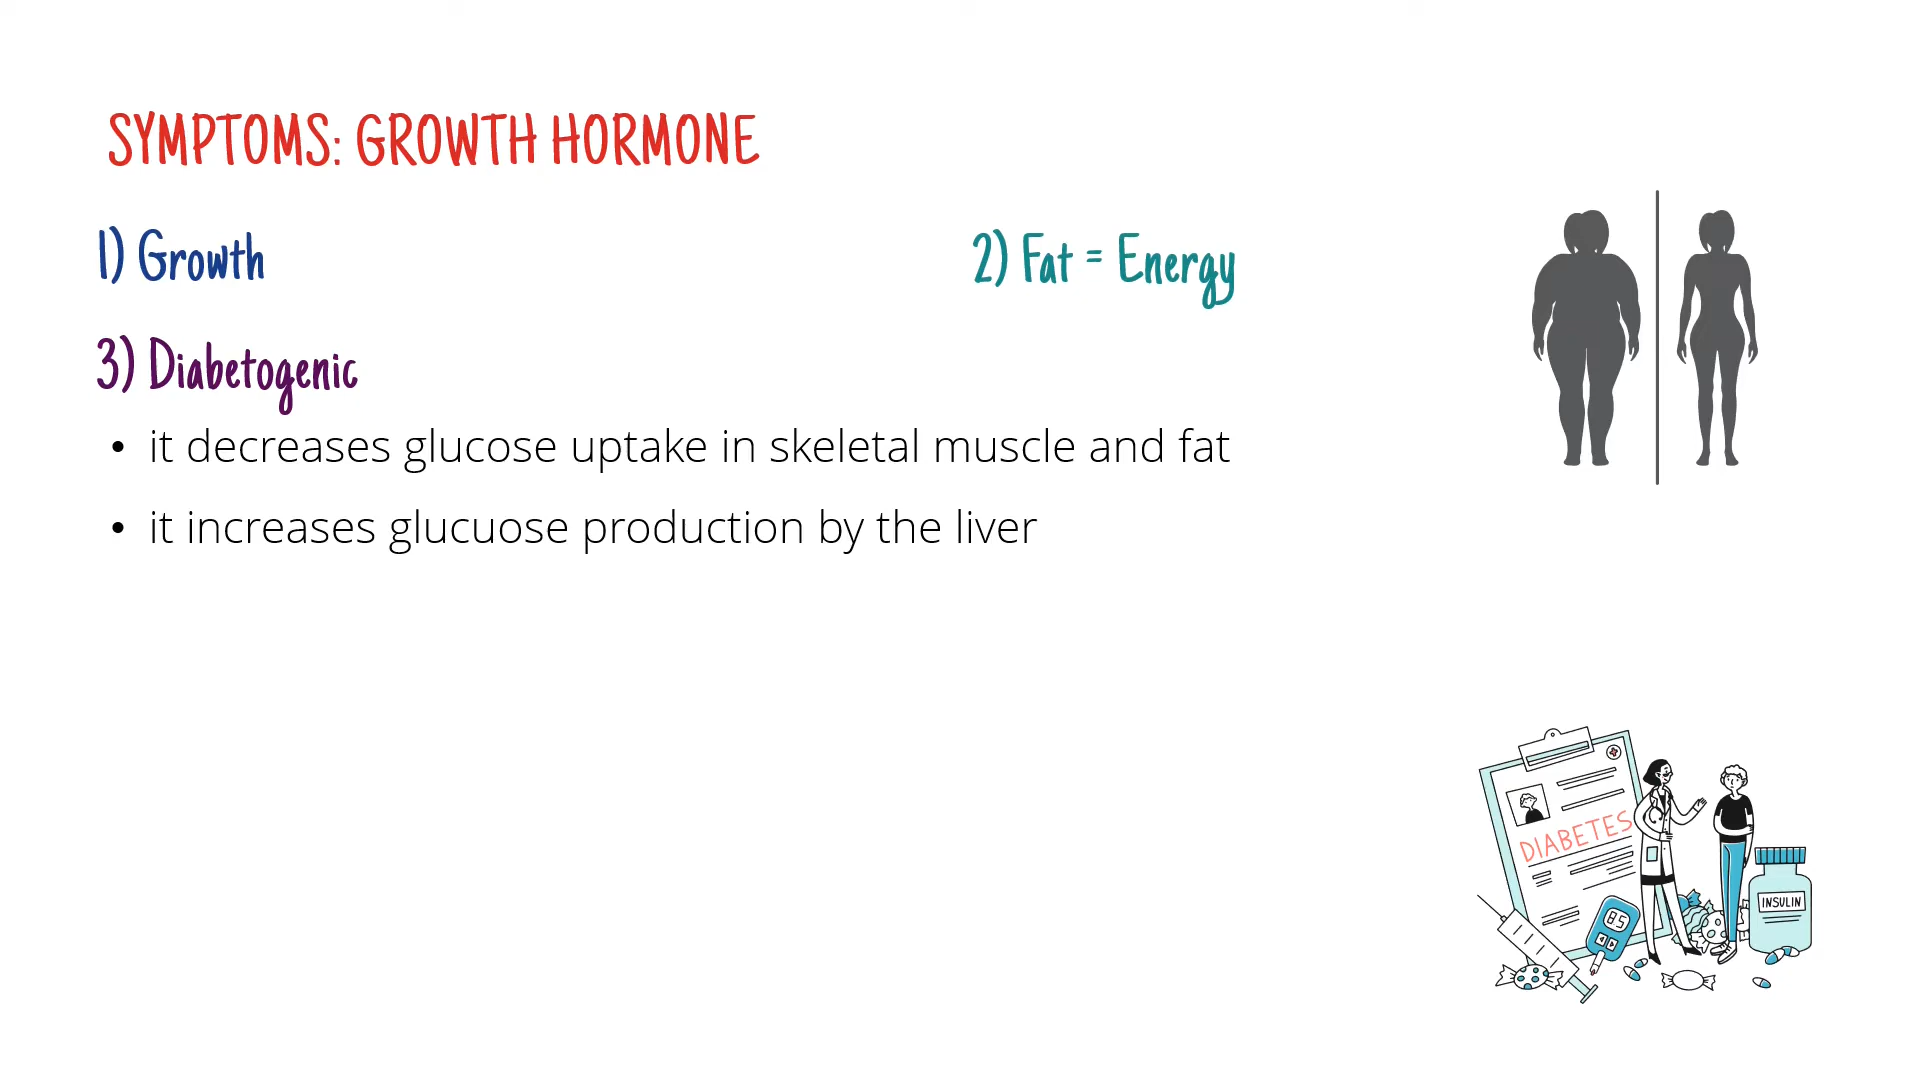 SYMPTOMS: GROWTH HORMONE
1) Growth
2) Fat = Energy
3) Diabetogenic
• it decreases glucose uptake in skeletal muscle and fat
• it increases glucuose production by the liver
DIABETES
INSULIN
85